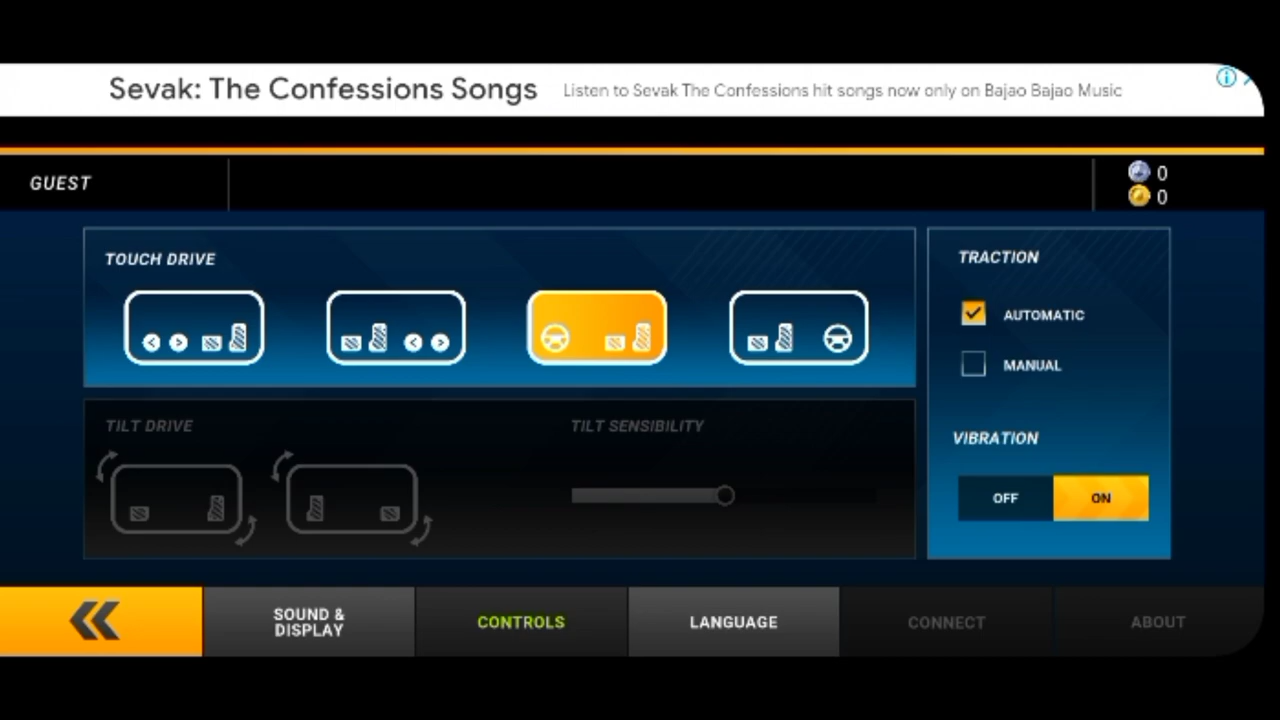 Sevak: The Confessions Songs
Listen to Sevak The Confessions hit songs now only on Bajao Bajao Music
GUEST
0
0
TOUCH DRIVE
TRACTION
AUTOMATIC
MANUAL
TILT DRIVE
TILT SENSIBILITY
VIBRATION
OFF
ON
SOUND &
DISPLAY
CONTROLS
LANGUAGE
CONNECT
ABOUT